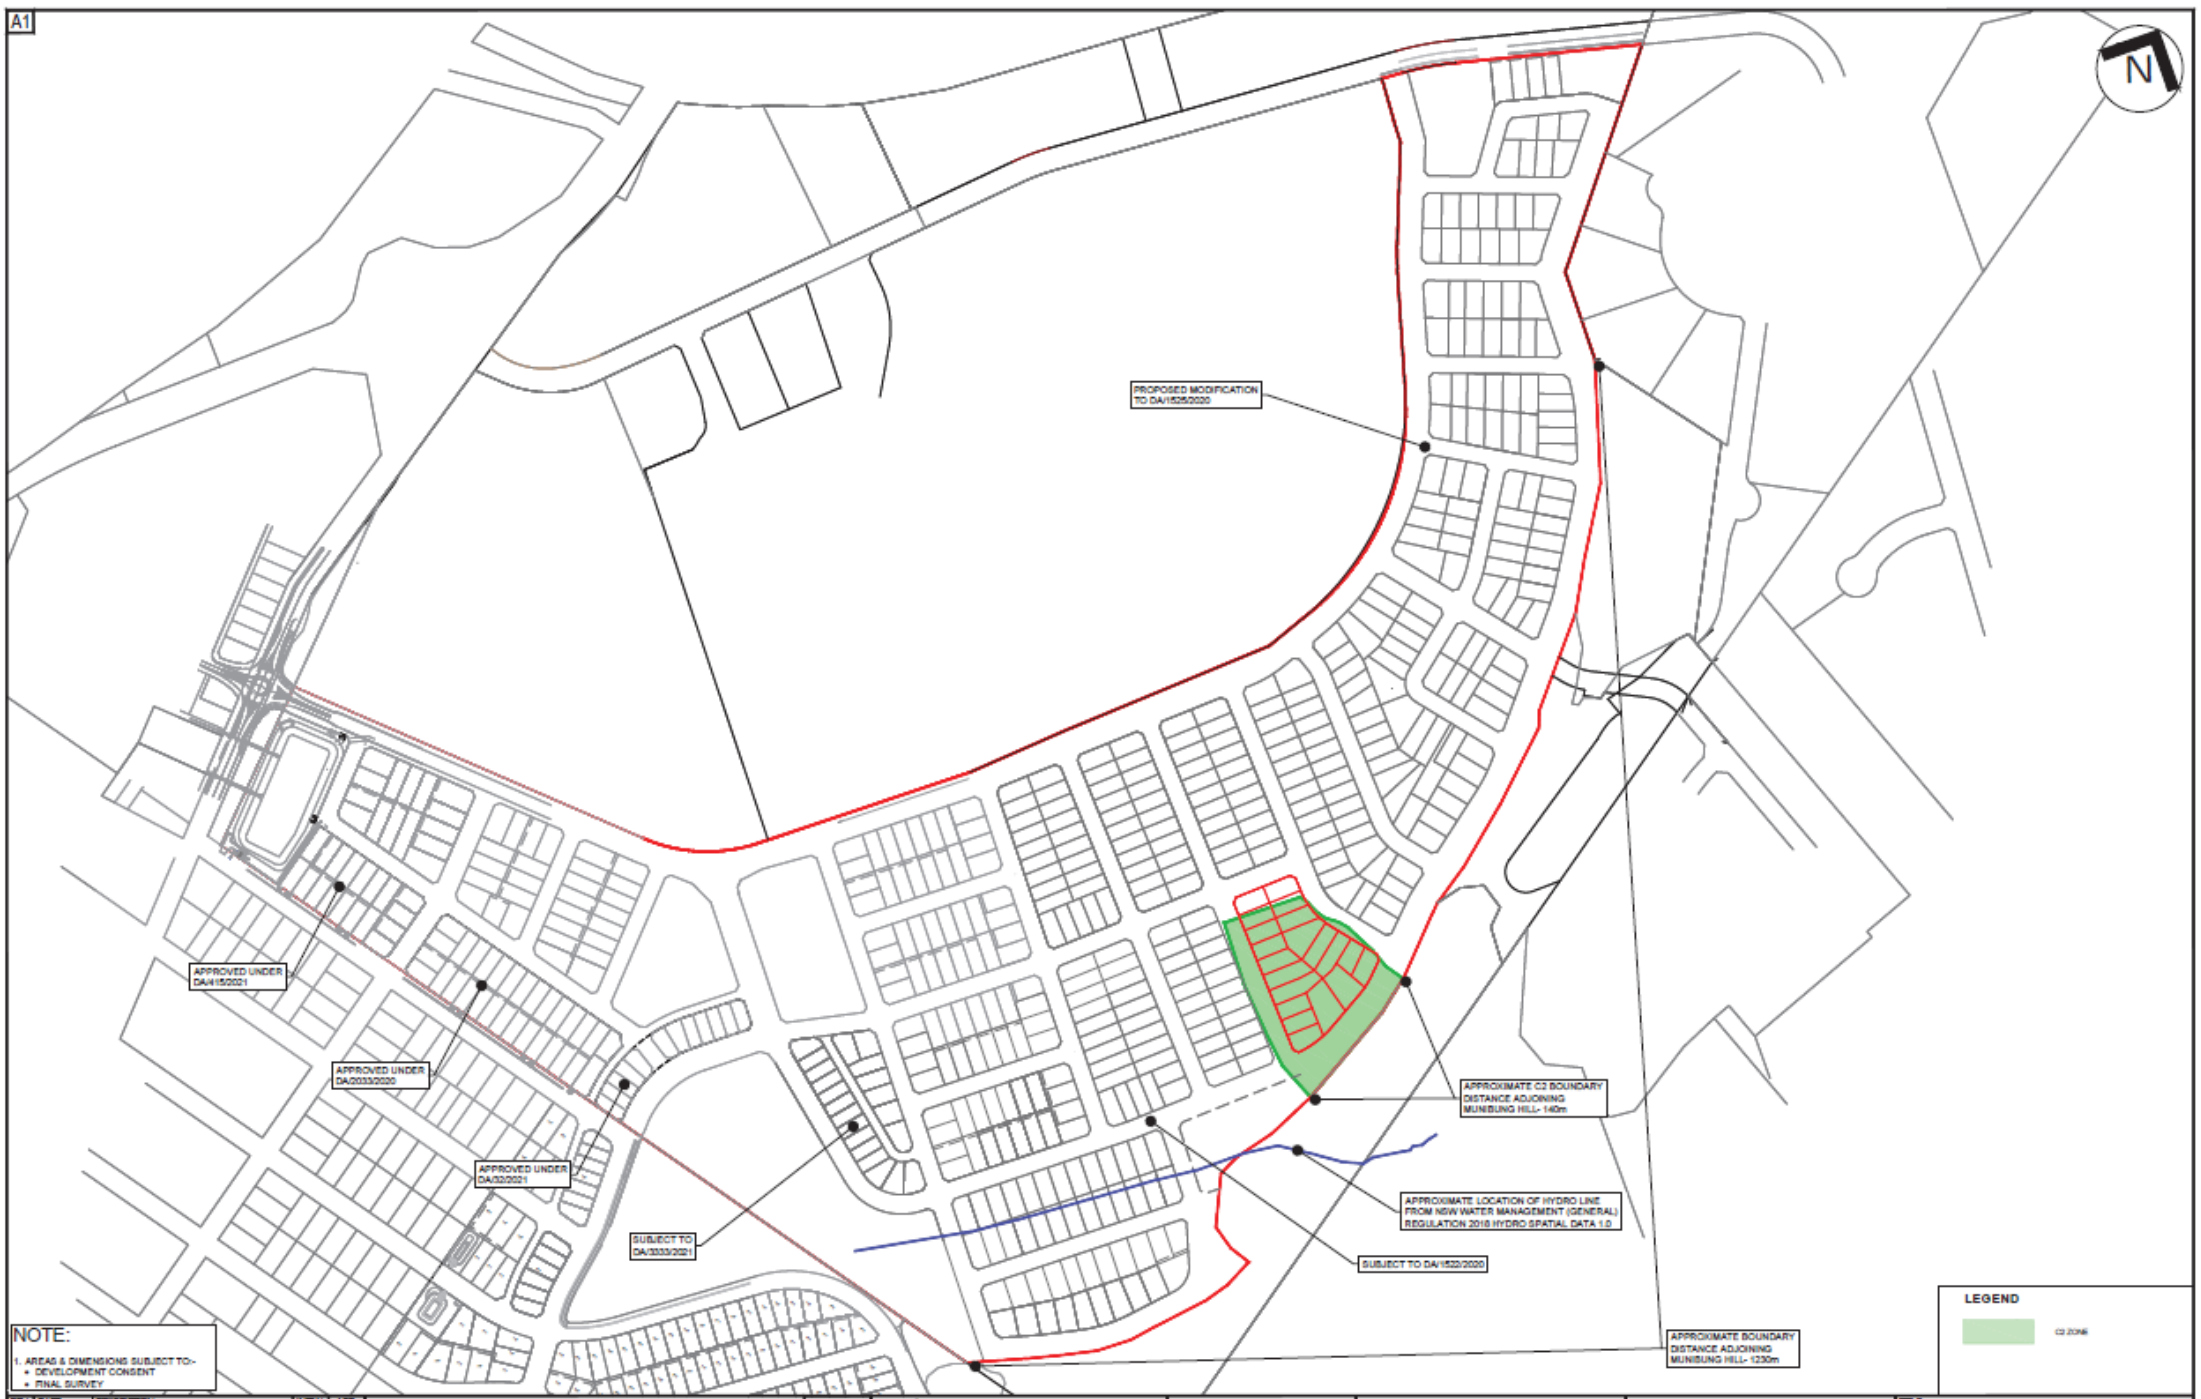 A1
N
PROPOSED MODIFICATION
TO DA/1525/2020
APPROVED UNDER
DA/415/2021
APPROVED UNDER
DA/2033/2020
APPROVED UNDER
DA/32/2021
SUBJECT TO
DA/3333/2021
APPROXIMATE C2 BOUNDARY
DISTANCE ADJOINING
MUNIBUNG HILL- 140m
APPROXIMATE LOCATION OF HYDRO LINE
FROM NSW WATER MANAGEMENT (GENERAL)
REGULATION 2018 HYDRO SPATIAL DATA 1.0
SUBJECT TO DA/1522/2020
APPROXIMATE BOUNDARY
DISTANCE ADJOINING
MUNIBUNG HILL- 1230m
LEGEND
C2 ZONE
NOTE:
1. AREAS & DIMENSIONS SUBJECT TO:-
• DEVELOPMENT CONSENT
• FINAL SURVEY